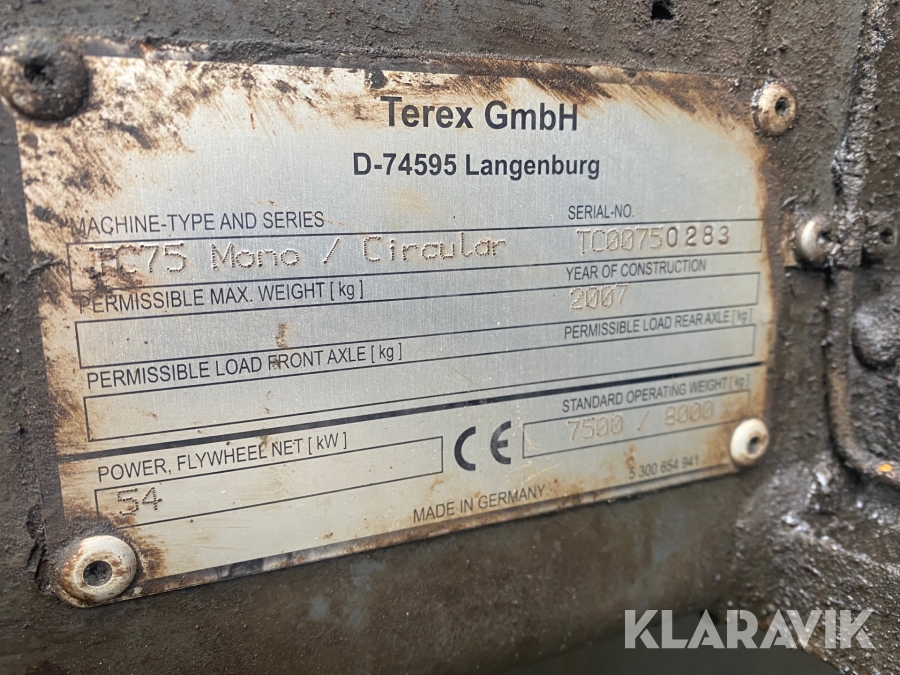 Terex GmbH
D-74595 Langenburg
MACHINE-TYPE AND SERIES
SERIAL-NO.
TC75 Mono / Circular
TC00750283
PERMISSIBLE MAX. WEIGHT [ kg ]
YEAR OF CONSTRUCTION
2007
PERMISSIBLE LOAD FRONT AXLE [ kg ]
PERMISSIBLE LOAD REAR AXLE [ kg ]
STANDARD OPERATING WEIGHT [ kg ]
7500 / 8000
POWER, FLYWHEEL NET [ kW ]
54
CE
5 300 654 941
MADE IN GERMANY
KLARAVIK